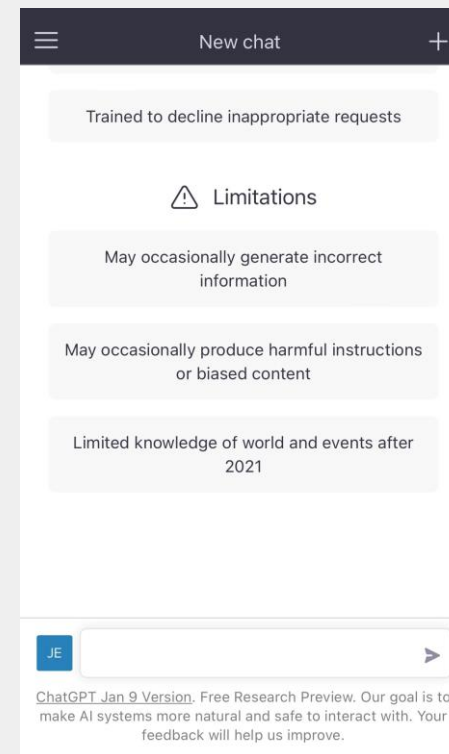 New chat
Trained to decline inappropriate requests
Limitations
May occasionally generate incorrect
information
May occasionally produce harmful instructions
or biased content
Limited knowledge of world and events after
2021
JE
ChatGPT Jan 9 Version. Free Research Preview. Our goal is to
make AI systems more natural and safe to interact with. Your
feedback will help us improve.